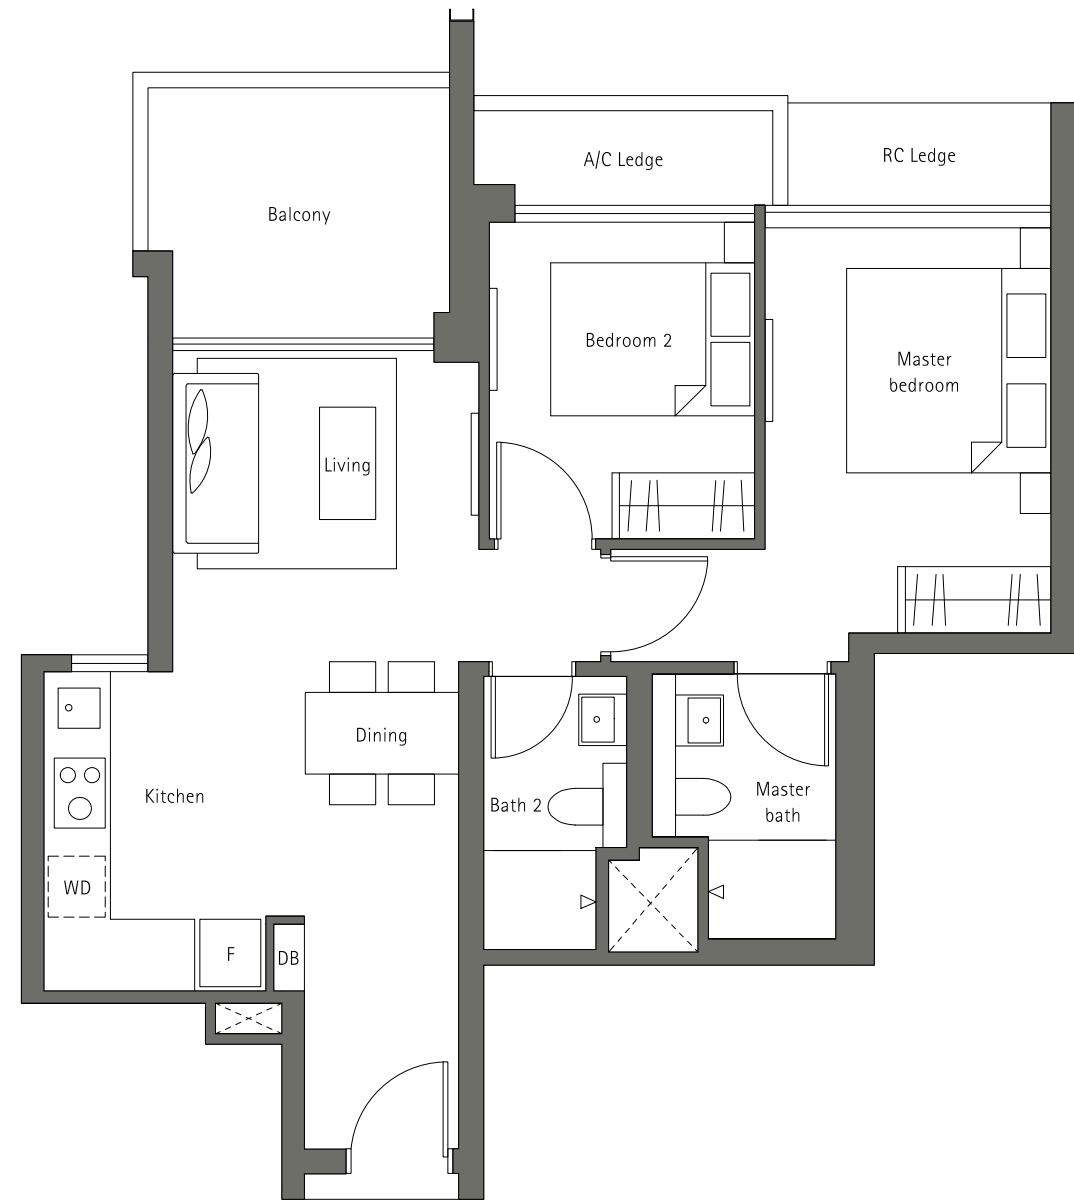 A/C Ledge
RC Ledge
Balcony
Bedroom 2
Master
bedroom
Living
Dining
Kitchen
Bath 2
Master
bath
WD
F
DB